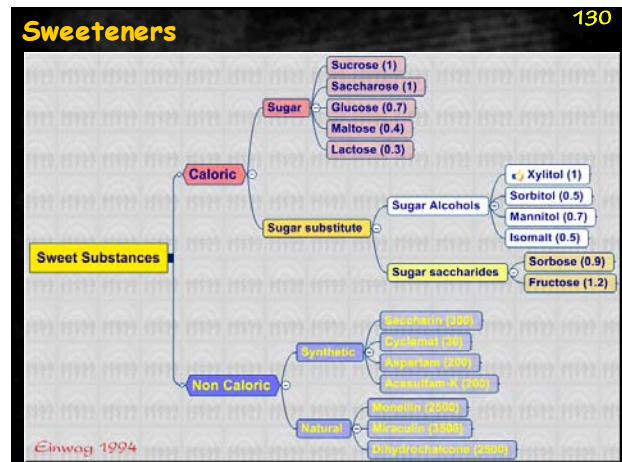 Sweeteners
130
Sucrose (1)
Saccharose (1)
Sugar
Glucose (0.7)
Maltose (0.4)
Lactose (0.3)
Caloric
Xylitol (1)
Sugar Alcohols
Sorbitol (0.5)
Mannitol (0.7)
Isomalt (0.5)
Sugar substitute
Sweet Substances
Sugar saccharides
Sorbose (0.9)
Fructose (1.2)
Saccharin (300)
Synthetic
Cyclamat (30)
Aspartam (200)
Acasulfam-K (200)
Non Caloric
Monellin (2500)
Natural
Miraculin (3500)
Dihydrochalcone (2500)
Einwag 1994